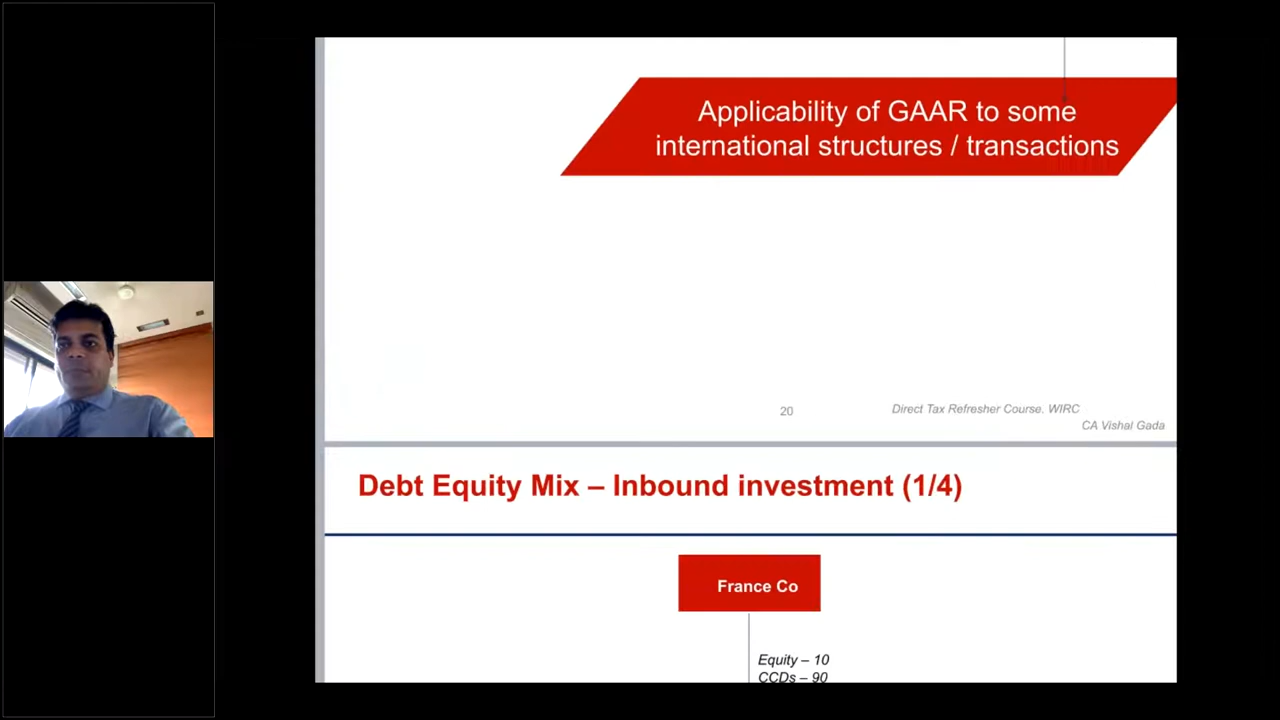 Applicability of GAAR to some
international structures / transactions
20
Direct Tax Refresher Course. WIRC
CA Vishal Gada
Debt Equity Mix – Inbound investment (1/4)
France Co
Equity – 10
CCDs – 90